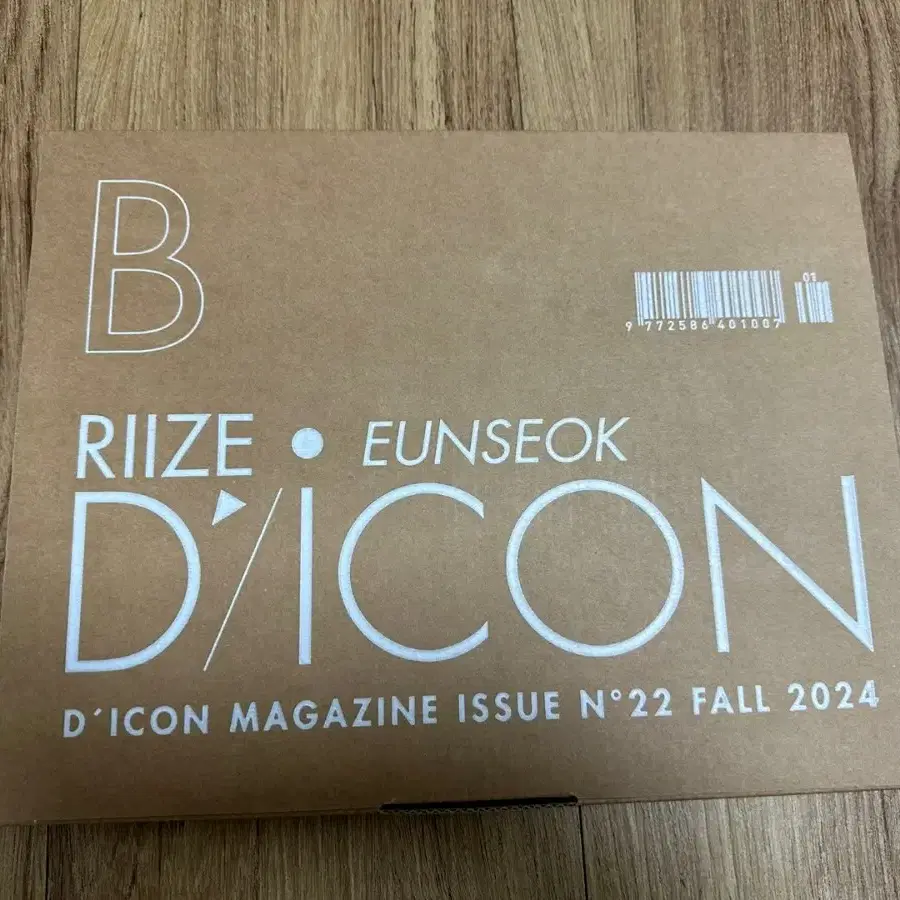 B
01
9 772586 401007
RIIZE • EUNSEOK
D'/ICON
D´ICON MAGAZINE ISSUE N°22 FALL 2024